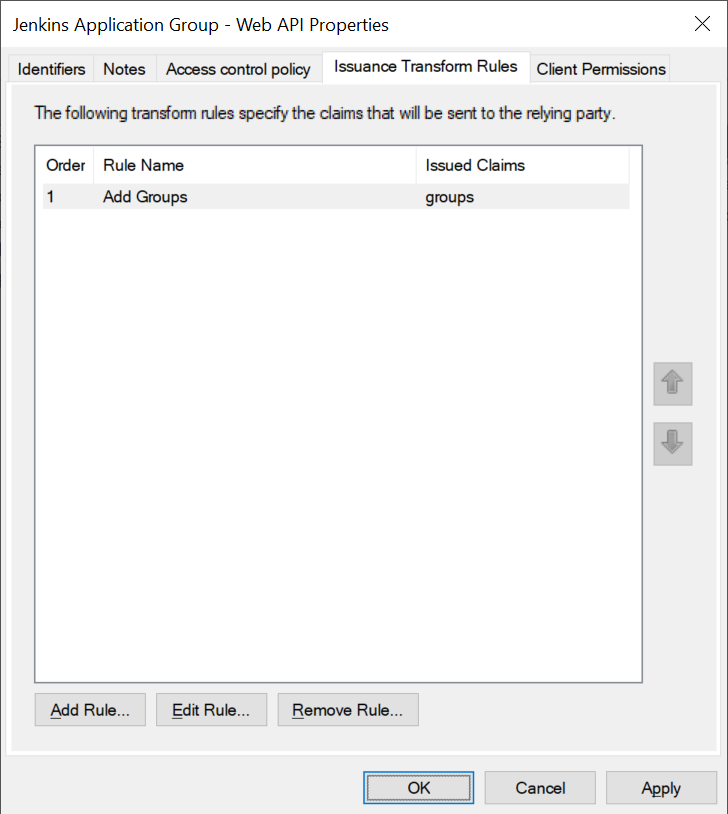 Jenkins Application Group - Web API Properties
Identifiers Notes Access control policy Issuance Transform Rules Client Permissions
The following transform rules specify the claims that will be sent to the relying party.
Order Rule Name Issued Claims
1 Add Groups groups
Add Rule... Edit Rule... Remove Rule...
OK Cancel Apply